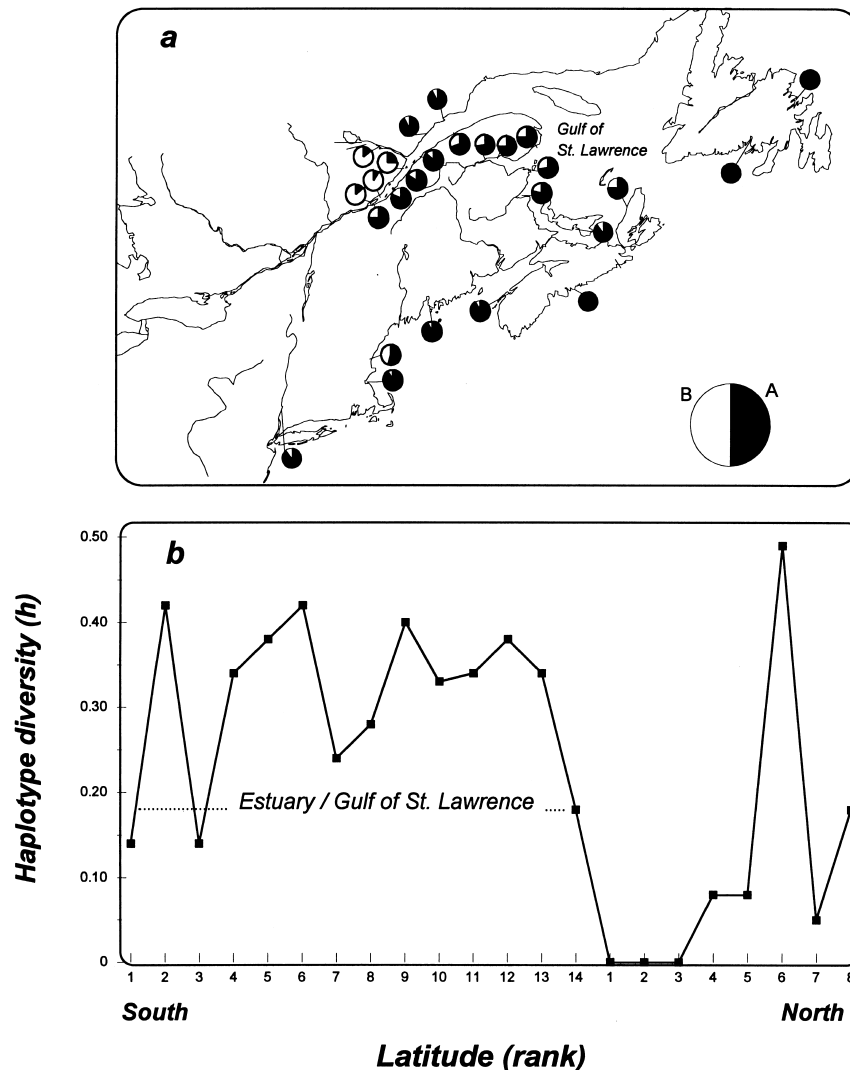 a
Gulf of
St. Lawrence
B A
b
Haplotype diversity (h)
0.50
0.40
0.30
0.20
0.10
0
Estuary / Gulf of St. Lawrence
1 2 3 4 5 6 7 8 9 10 11 12 13 14 1 2 3 4 5 6 7 8
South North
Latitude (rank)